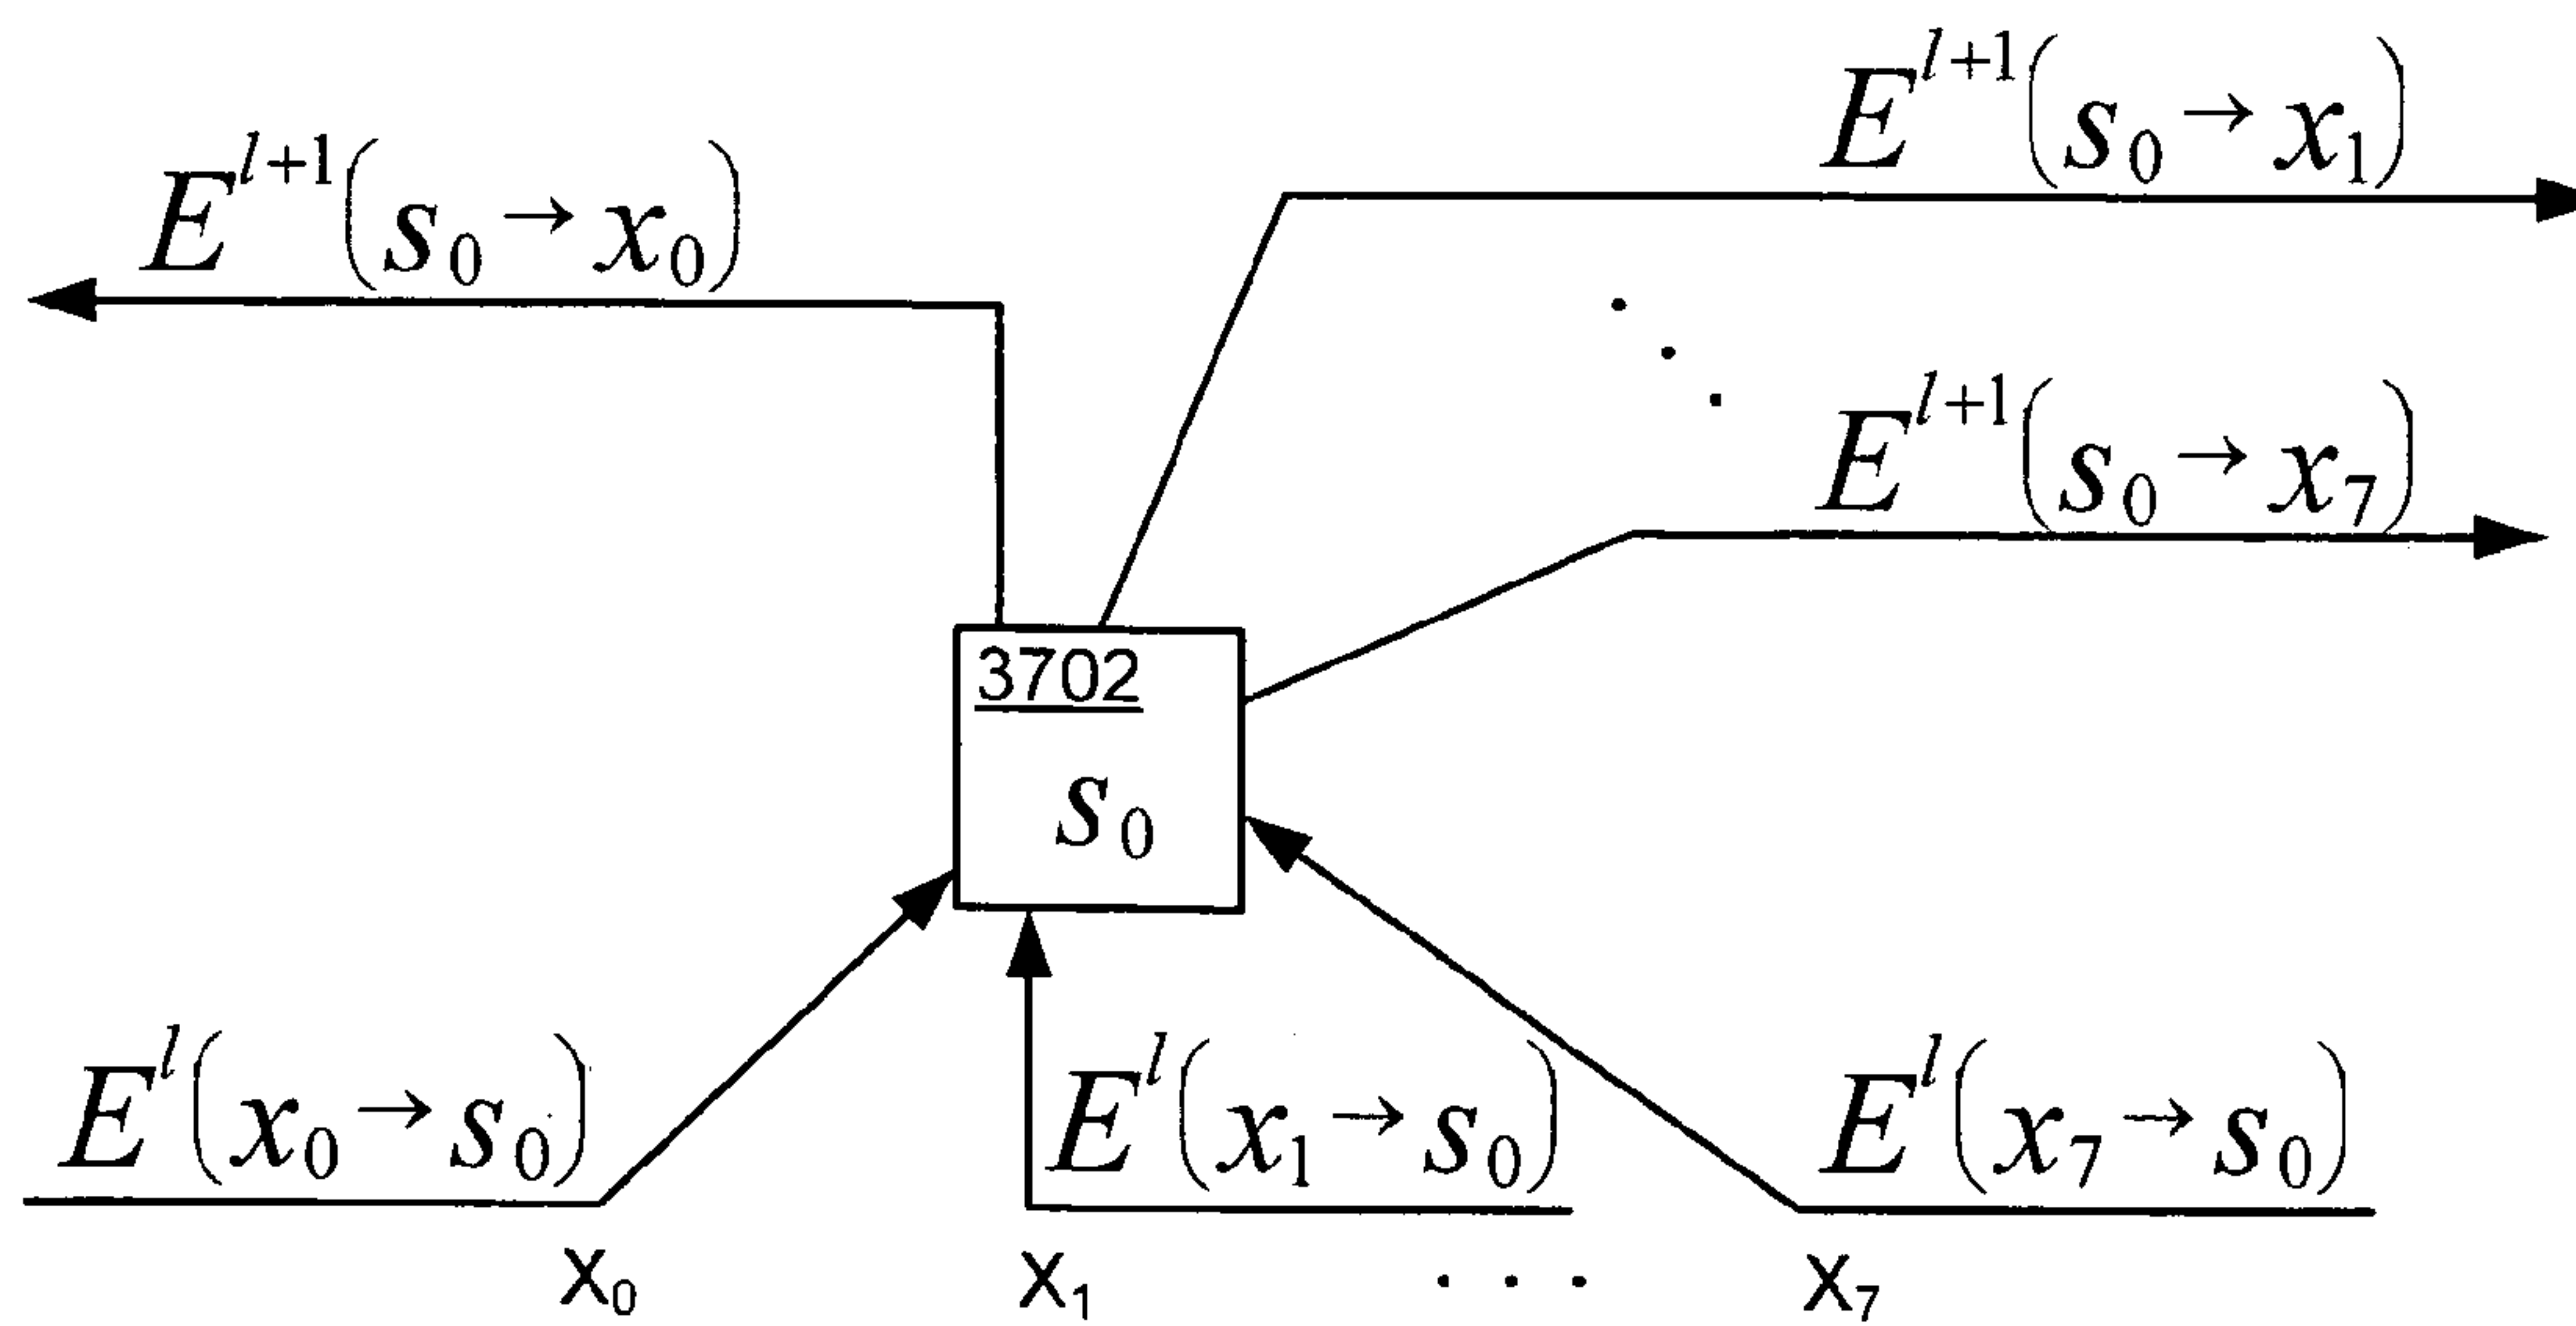 E^{l+1}(s_0 → x_1)
E^{l+1}(s_0 → x_0)
E^{l+1}(s_0 → x_7)
3702
s_0
E^l(x_0 → s_0) E^l(x_1 → s_0) E^l(x_7 → s_0)
X_0 X_1 . . . X_7